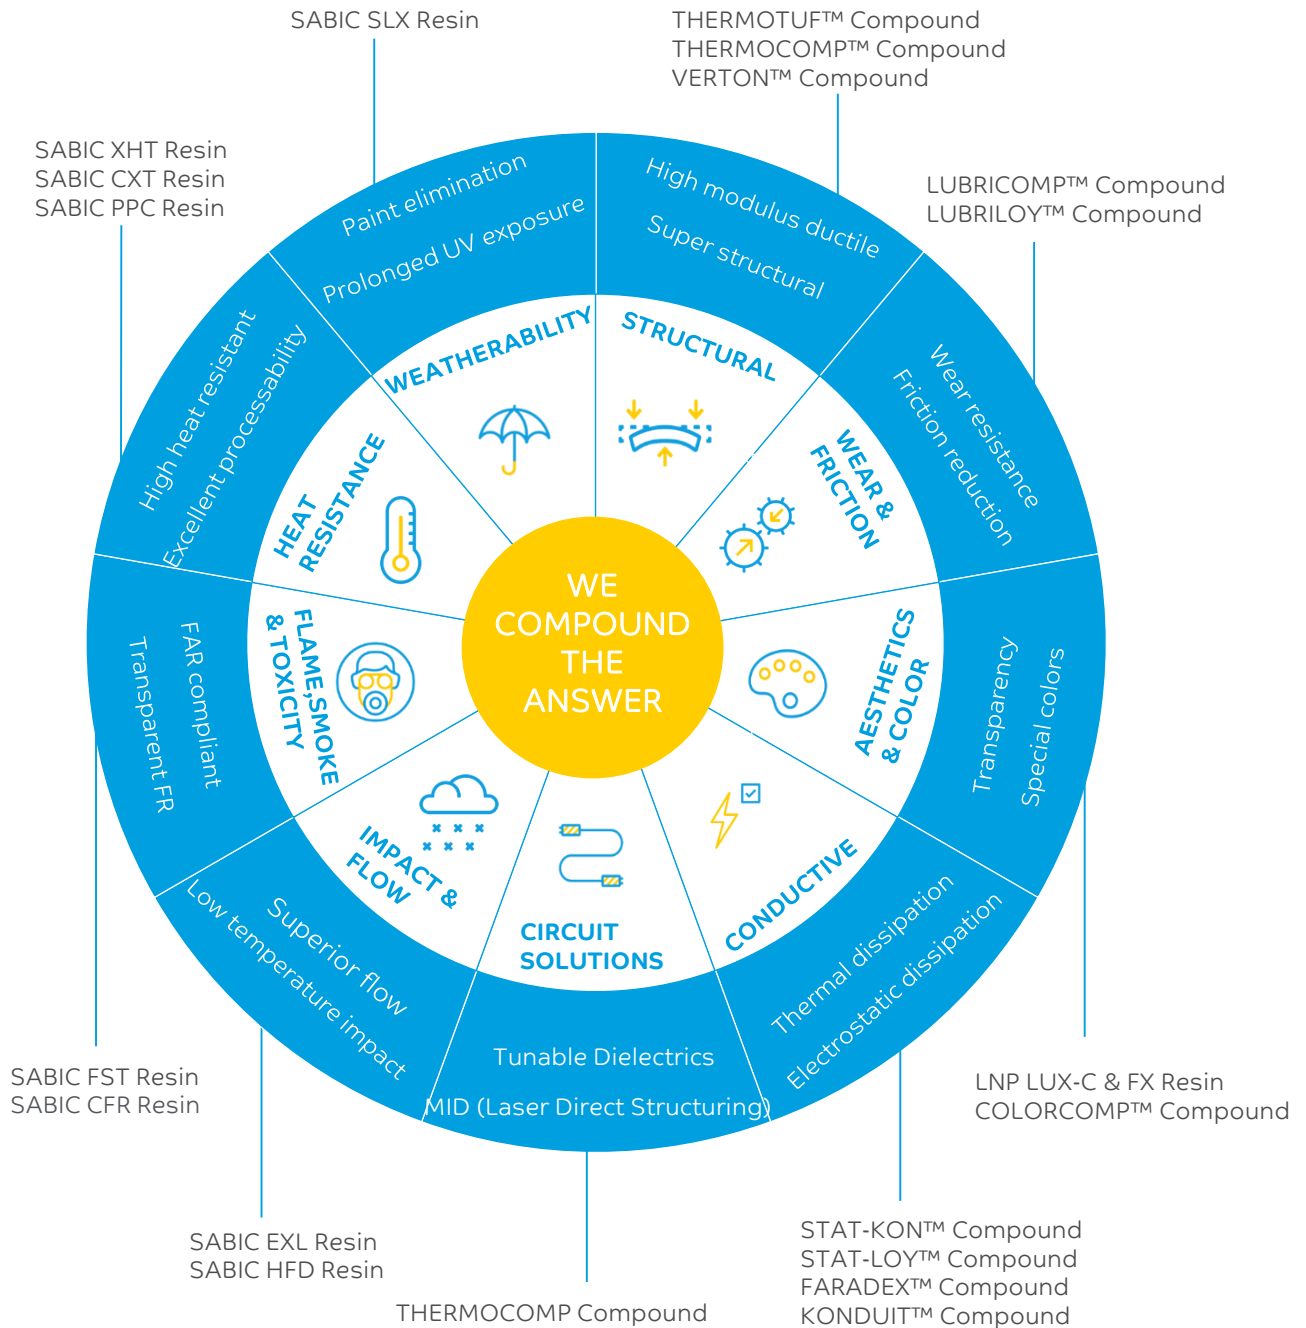 SABIC SLX Resin
THERMOTUF™ Compound
THERMOCOMP™ Compound
VERTON™ Compound
SABIC XHT Resin
SABIC CXT Resin
SABIC PPC Resin
LUBRICOMP™ Compound
LUBRILOY™ Compound
Paint elimination
Prolonged UV exposure
WEATHERABILITY
High modulus ductile
Super structural
STRUCTURAL
Wear resistance
Friction reduction
WEAR &
FRICTION
High heat resistant
Excellent processability
HEAT
RESISTANCE
WE
COMPOUND
THE
ANSWER
AESTHETICS
& COLOR
Transparency
Special colors
FAR compliant
Transparent FR
FLAME,SMOKE
& TOXICITY
IMPACT &
FLOW
Superior flow
Low temperature impact
CIRCUIT
SOLUTIONS
Tunable Dielectrics
MID (Laser Direct Structuring)
CONDUCTIVE
Thermal dissipation
Electrostatic dissipation
SABIC FST Resin
SABIC CFR Resin
LNP LUX-C & FX Resin
COLORCOMP™ Compound
SABIC EXL Resin
SABIC HFD Resin
THERMOCOMP Compound
STAT-KON™ Compound
STAT-LOY™ Compound
FARADEX™ Compound
KONDUIT™ Compound